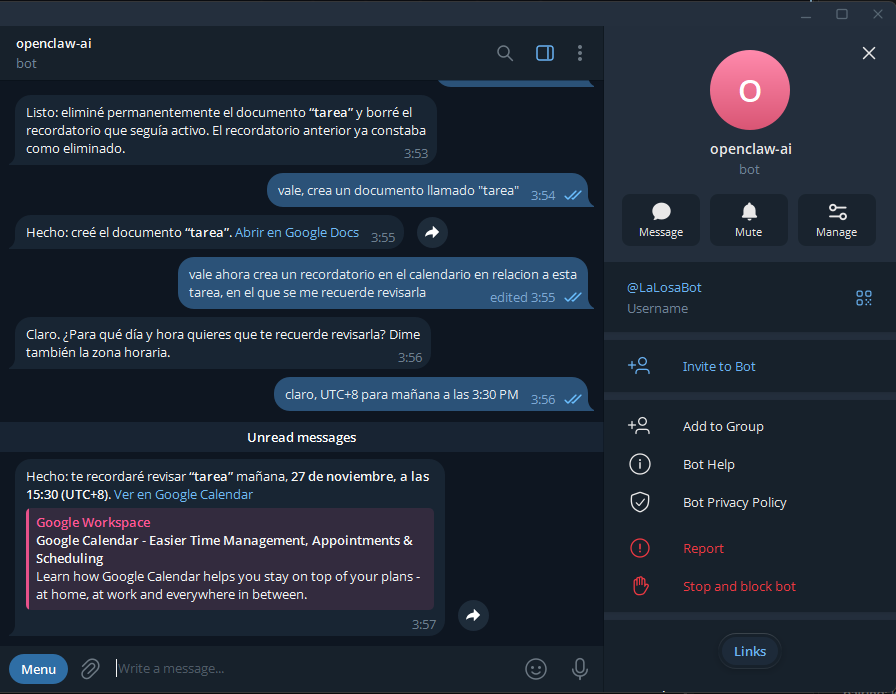 openclaw-ai
bot
Listo: eliminé permanentemente el documento “tarea” y borré el
recordatorio que seguía activo. El recordatorio anterior ya constaba
como eliminado.
3:53
vale, crea un documento llamado "tarea"
3:54
Hecho: creé el documento “tarea”. Abrir en Google Docs
3:55
vale ahora crea un recordatorio en el calendario en relacion a esta
tarea, en el que se me recuerde revisarla
edited 3:55
Claro. ¿Para qué día y hora quieres que te recuerde revisarla? Dime
también la zona horaria.
3:56
claro, UTC+8 para mañana a las 3:30 PM
3:56
Unread messages
Hecho: te recordaré revisar “tarea” mañana, 27 de noviembre, a las
15:30 (UTC+8). Ver en Google Calendar
Google Workspace
Google Calendar - Easier Time Management, Appointments &
Scheduling
Learn how Google Calendar helps you stay on top of your plans -
at home, at work and everywhere in between.
3:57
Menu
Write a message...
O
openclaw-ai
bot
Message
Mute
Manage
@LaLosaBot
Username
Invite to Bot
Add to Group
Bot Help
Bot Privacy Policy
Report
Stop and block bot
Links